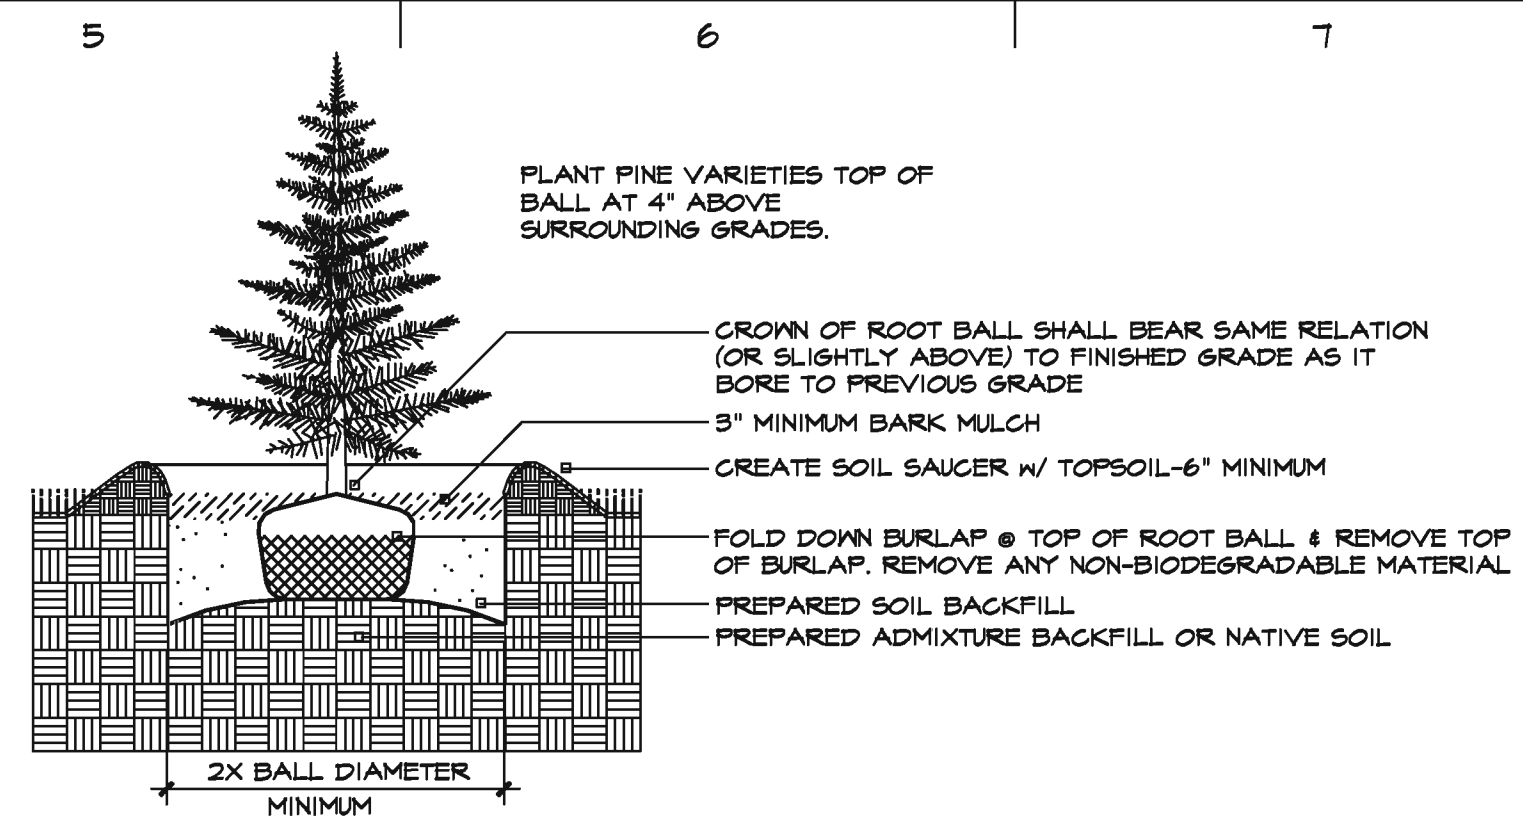 5 6 7
PLANT PINE VARIETIES TOP OF
BALL AT 4" ABOVE
SURROUNDING GRADES.
CROWN OF ROOT BALL SHALL BEAR SAME RELATION
(OR SLIGHTLY ABOVE) TO FINISHED GRADE AS IT
BORE TO PREVIOUS GRADE
3" MINIMUM BARK MULCH
CREATE SOIL SAUCER w/ TOPSOIL-6" MINIMUM
FOLD DOWN BURLAP @ TOP OF ROOT BALL & REMOVE TOP
OF BURLAP. REMOVE ANY NON-BIODEGRADABLE MATERIAL
PREPARED SOIL BACKFILL
PREPARED ADMIXTURE BACKFILL OR NATIVE SOIL
2X BALL DIAMETER
MINIMUM